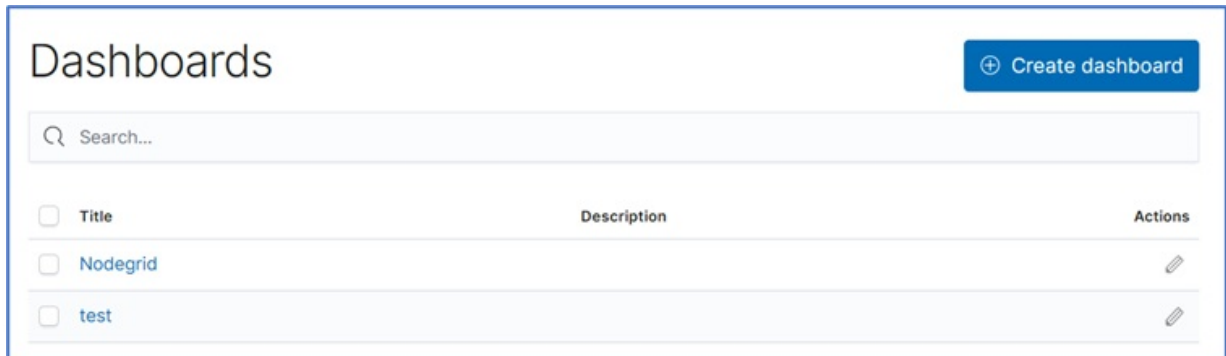 Dashboards
Create dashboard
Search...
Title Description Actions
Nodegrid
test